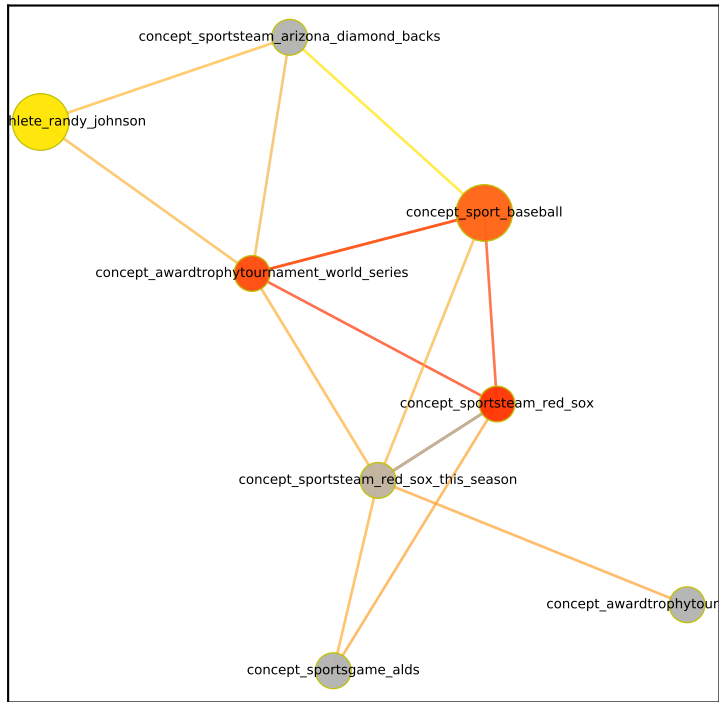 concept_sportsteam_arizona_diamond_backs
hlete_randy_johnson
concept_sport_baseball
concept_awardtrophytournament_world_series
concept_sportsteam_red_sox
concept_sportsteam_red_sox_this_season
concept_awardtrophytour
concept_sportsgame_alds